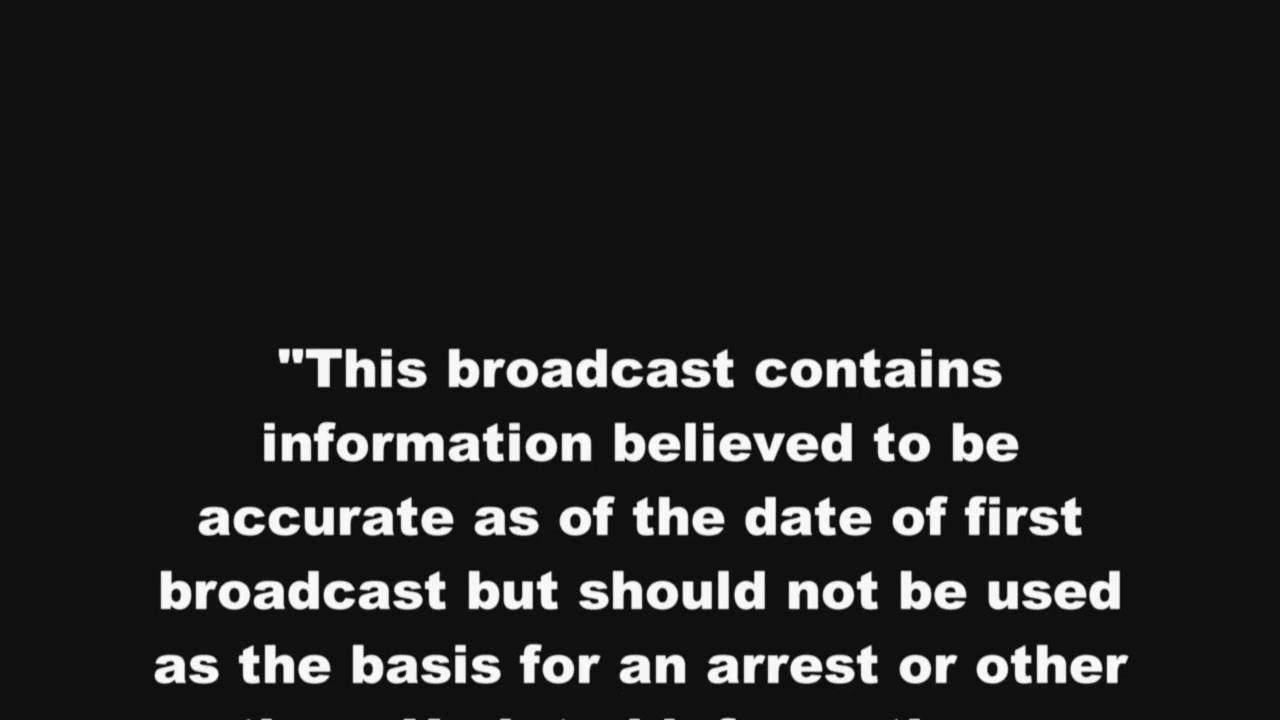 "This broadcast contains
information believed to be
accurate as of the date of first
broadcast but should not be used
as the basis for an arrest or other